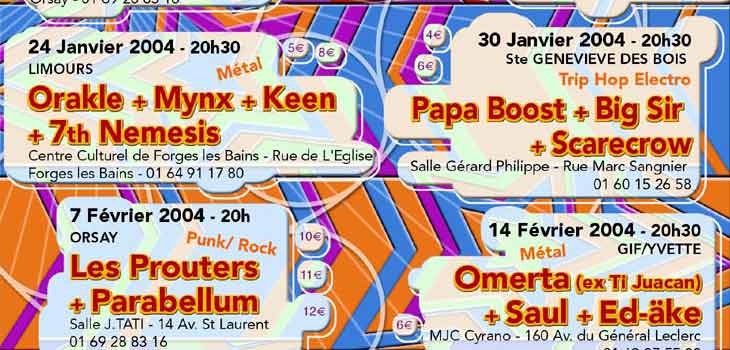 Orsay - 01 69 28 83 16
24 Janvier 2004 - 20h30
LIMOURS
Métal
5€
8€
Orakle + Mynx + Keen
+ 7th Nemesis
Centre Culturel de Forges les Bains - Rue de L'Eglise
Forges les Bains - 01 64 91 17 80
4€
6€
30 Janvier 2004 - 20h30
Ste GENEVIEVE DES BOIS
Trip Hop Electro
Papa Boost + Big Sir
+ Scarecrow
Salle Gérard Philippe - Rue Marc Sangnier
01 60 15 26 58
7 Février 2004 - 20h
ORSAY
Punk/ Rock
10€
11€
12€
Les Prouters
+ Parabellum
Salle J.TATI - 14 Av. St Laurent
01 69 28 83 16
14 Février 2004 - 20h30
GIF/YVETTE
Métal
Omerta (ex Ti Juacan)
+ Saul + Ed-äke
6€
MJC Cyrano - 160 Av. du Général Leclerc